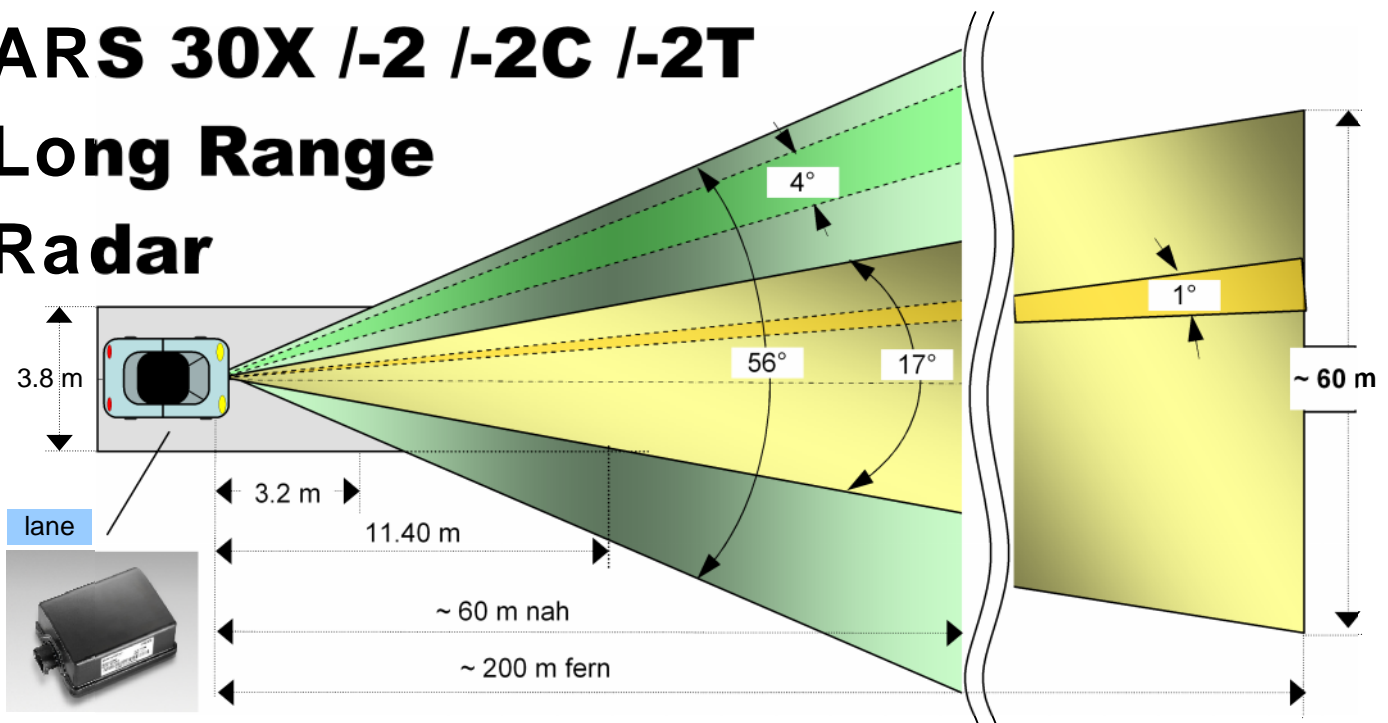 ARS 30X /-2 /-2C /-2T
Long Range
Radar
4°
1°
56°
17°
3.8 m
~ 60 m
3.2 m
lane
11.40 m
~ 60 m nah
~ 200 m fern